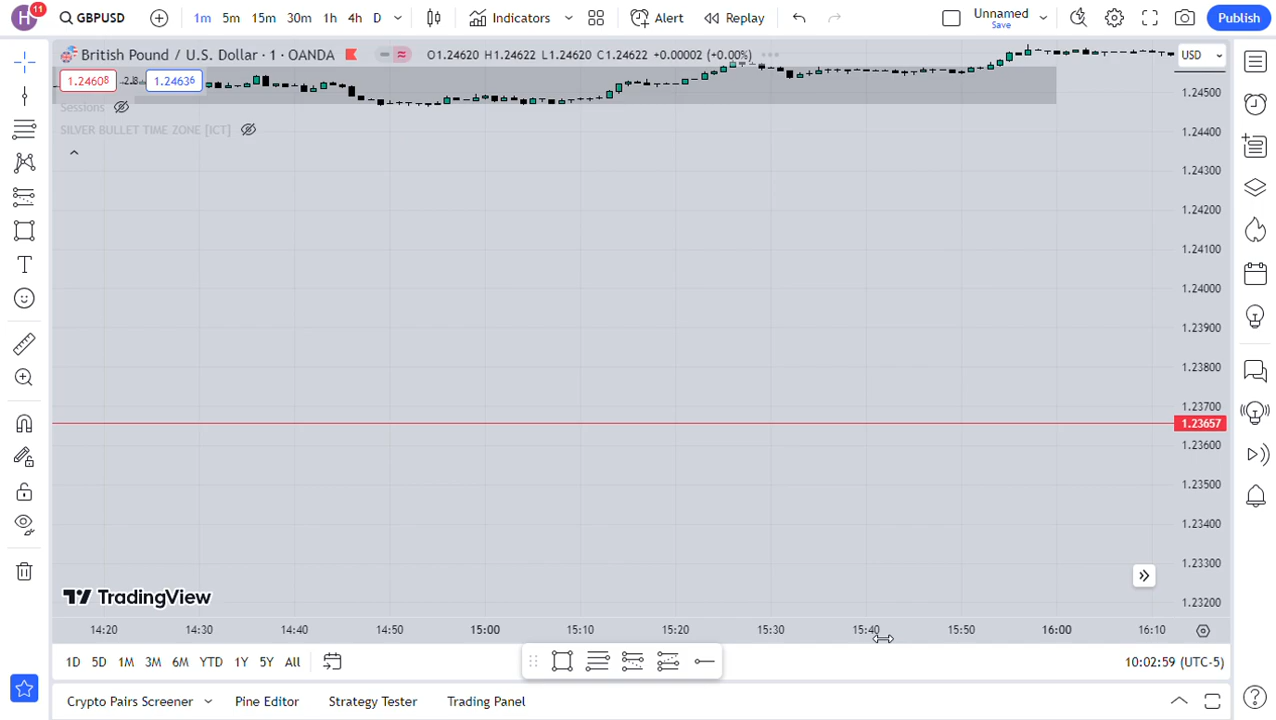 H 11 GBPUSD 1m 5m 15m 30m 1h 4h D Indicators Alert Replay Unnamed Save Publish
British Pound / U.S. Dollar · 1 · OANDA O1.24620 H1.24622 L1.24620 C1.24622 +0.00002 (+0.00%) USD
1.24608 2.8 1.24636
1.24500
Sessions
SILVER BULLET TIME ZONE [ICT]
1.24400
1.24300
1.24200
1.24100
1.24000
1.23900
1.23800
1.23700
1.23657
1.23600
1.23500
1.23400
1.23300
TradingView
1.23200
14:20 14:30 14:40 14:50 15:00 15:10 15:20 15:30 15:40 15:50 16:00 16:10
1D 5D 1M 3M 6M YTD 1Y 5Y All 10:02:59 (UTC-5)
Crypto Pairs Screener Pine Editor Strategy Tester Trading Panel